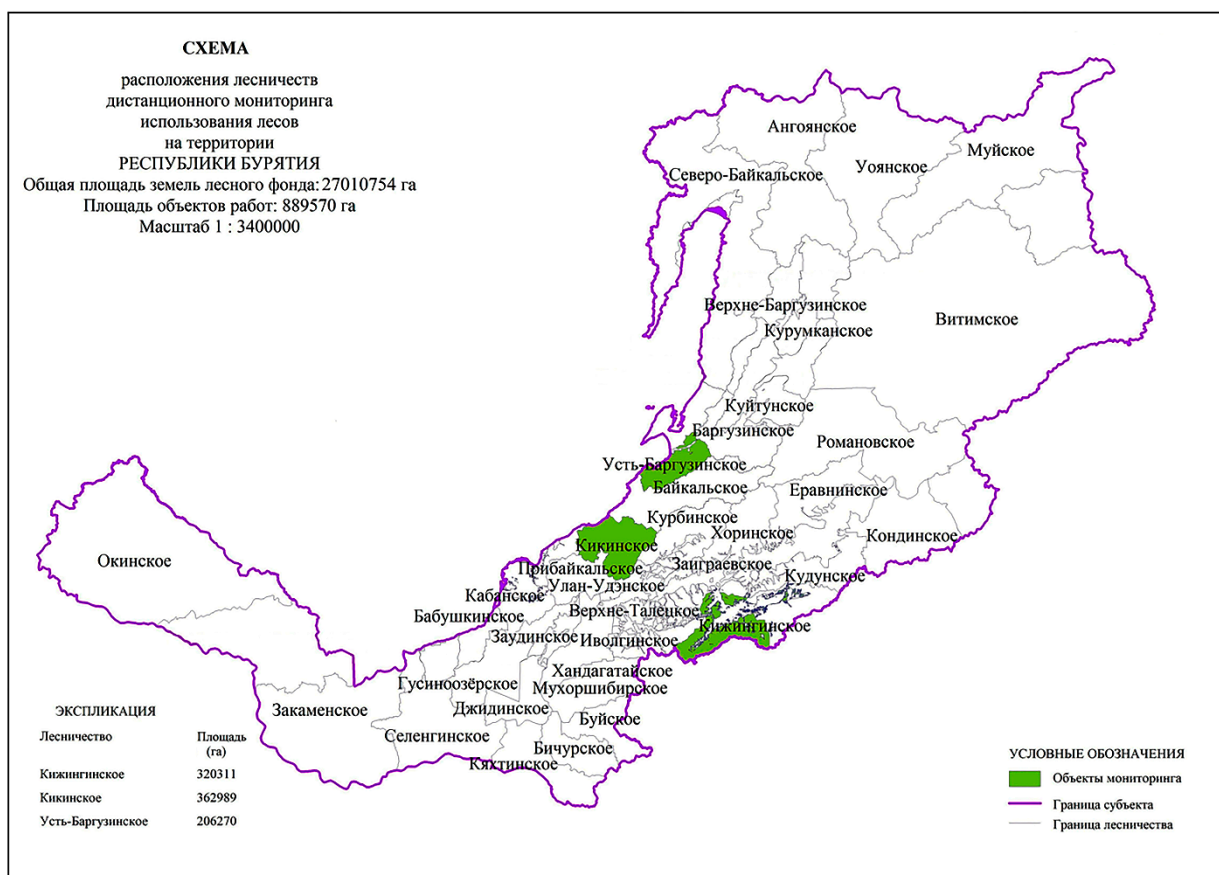 СХЕМА
расположения лесничеств
дистанционного мониторинга
использования лесов
на территории
РЕСПУБЛИКИ БУРЯТИЯ
Общая площадь земель лесного фонда: 27010754 га
Площадь объектов работ: 889570 га
Масштаб 1 : 3400000
Ангоянское
Муйское
Уоянское
Северо-Байкальское
Верхне-Баргузинское
Витимское
Курумканское
Куйтунское
Баргузинское
Романовское
Усть-Баргузинское
Байкальское
Еравнинское
Курбинское
Хоринское
Кондинское
Кикинское
Окинское
Прибайкальское
Заиграевское
Кудунское
Улан-Удэнское
Кабанское
Верхне-Талецкое
Бабушкинское
Кижингинское
Заудинское
Иволгинское
Хандагатайское
Гусиноозёрское
Мухоршибирское
Закаменское
Джидинское
Буйское
Селенгинское
Бичурское
Кяхтинское
ЭКСПЛИКАЦИЯ
Лесничество Площадь
(га)
Кижингинское 320311
Кикинское 362989
Усть-Баргузинское 206270
УСЛОВНЫЕ ОБОЗНАЧЕНИЯ
Объекты мониторинга
Граница субъекта
Граница лесничества